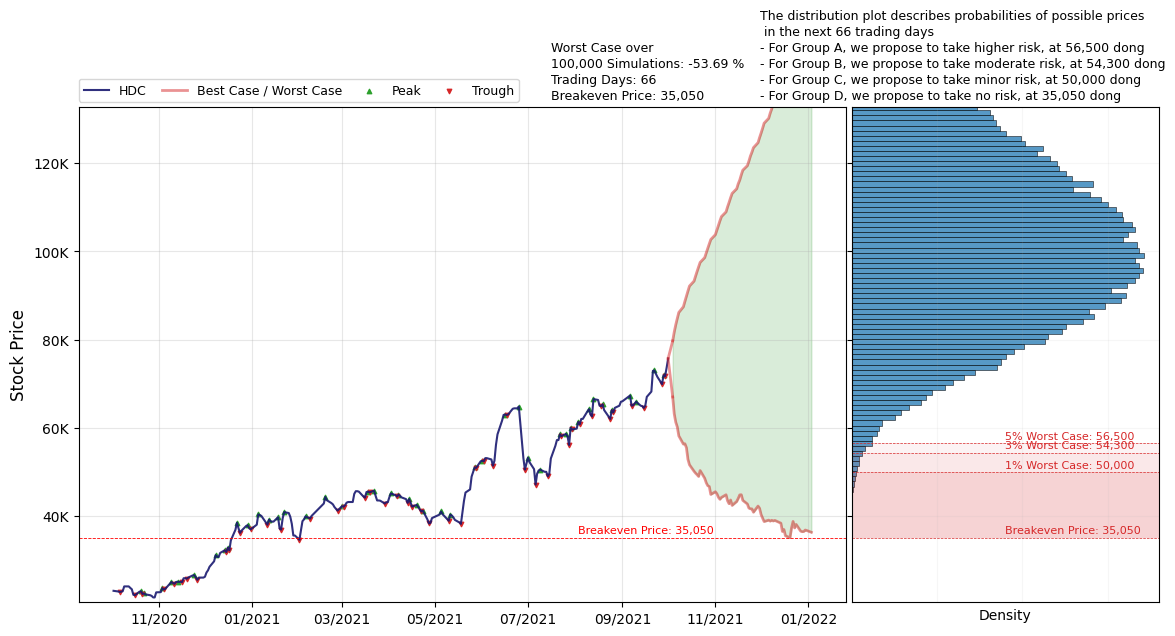 The distribution plot describes probabilities of possible prices
in the next 66 trading days
- For Group A, we propose to take higher risk, at 56,500 dong
- For Group B, we propose to take moderate risk, at 54,300 dong
- For Group C, we propose to take minor risk, at 50,000 dong
- For Group D, we propose to take no risk, at 35,050 dong
Worst Case over
100,000 Simulations: -53.69 %
Trading Days: 66
Breakeven Price: 35,050
HDC
Best Case / Worst Case
Peak
Trough
Stock Price
120K
100K
80K
60K
40K
Breakeven Price: 35,050
5% Worst Case: 56,500
3% Worst Case: 54,300
1% Worst Case: 50,000
Breakeven Price: 35,050
11/2020
01/2021
03/2021
05/2021
07/2021
09/2021
11/2021
01/2022
Density